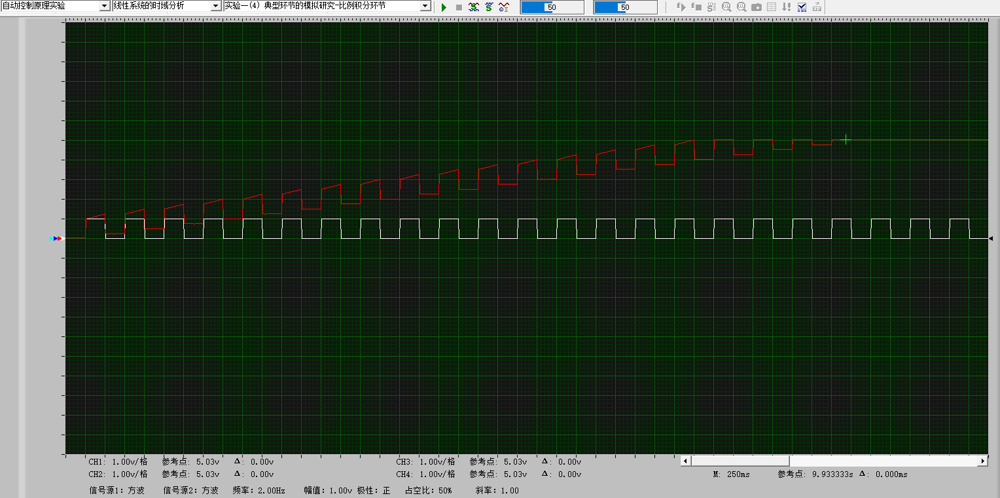 自动控制原理实验 线性系统的时域分析 实验一(4) 典型环节的模拟研究-比例积分环节 50 50
CH1: 1.00v/格 参考点: 5.03v Δ: 0.00v CH3: 1.00v/格 参考点: 5.03v Δ: 0.00v
CH2: 1.00v/格 参考点: 5.03v Δ: 0.00v CH4: 1.00v/格 参考点: 5.03v Δ: 0.00v M: 250ms 参考点: 9.933333s Δ: 0.000ms
信号源1: 方波 信号源2: 方波 频率: 2.00Hz 幅值: 1.00v 极性: 正 占空比: 50% 斜率: 1.00